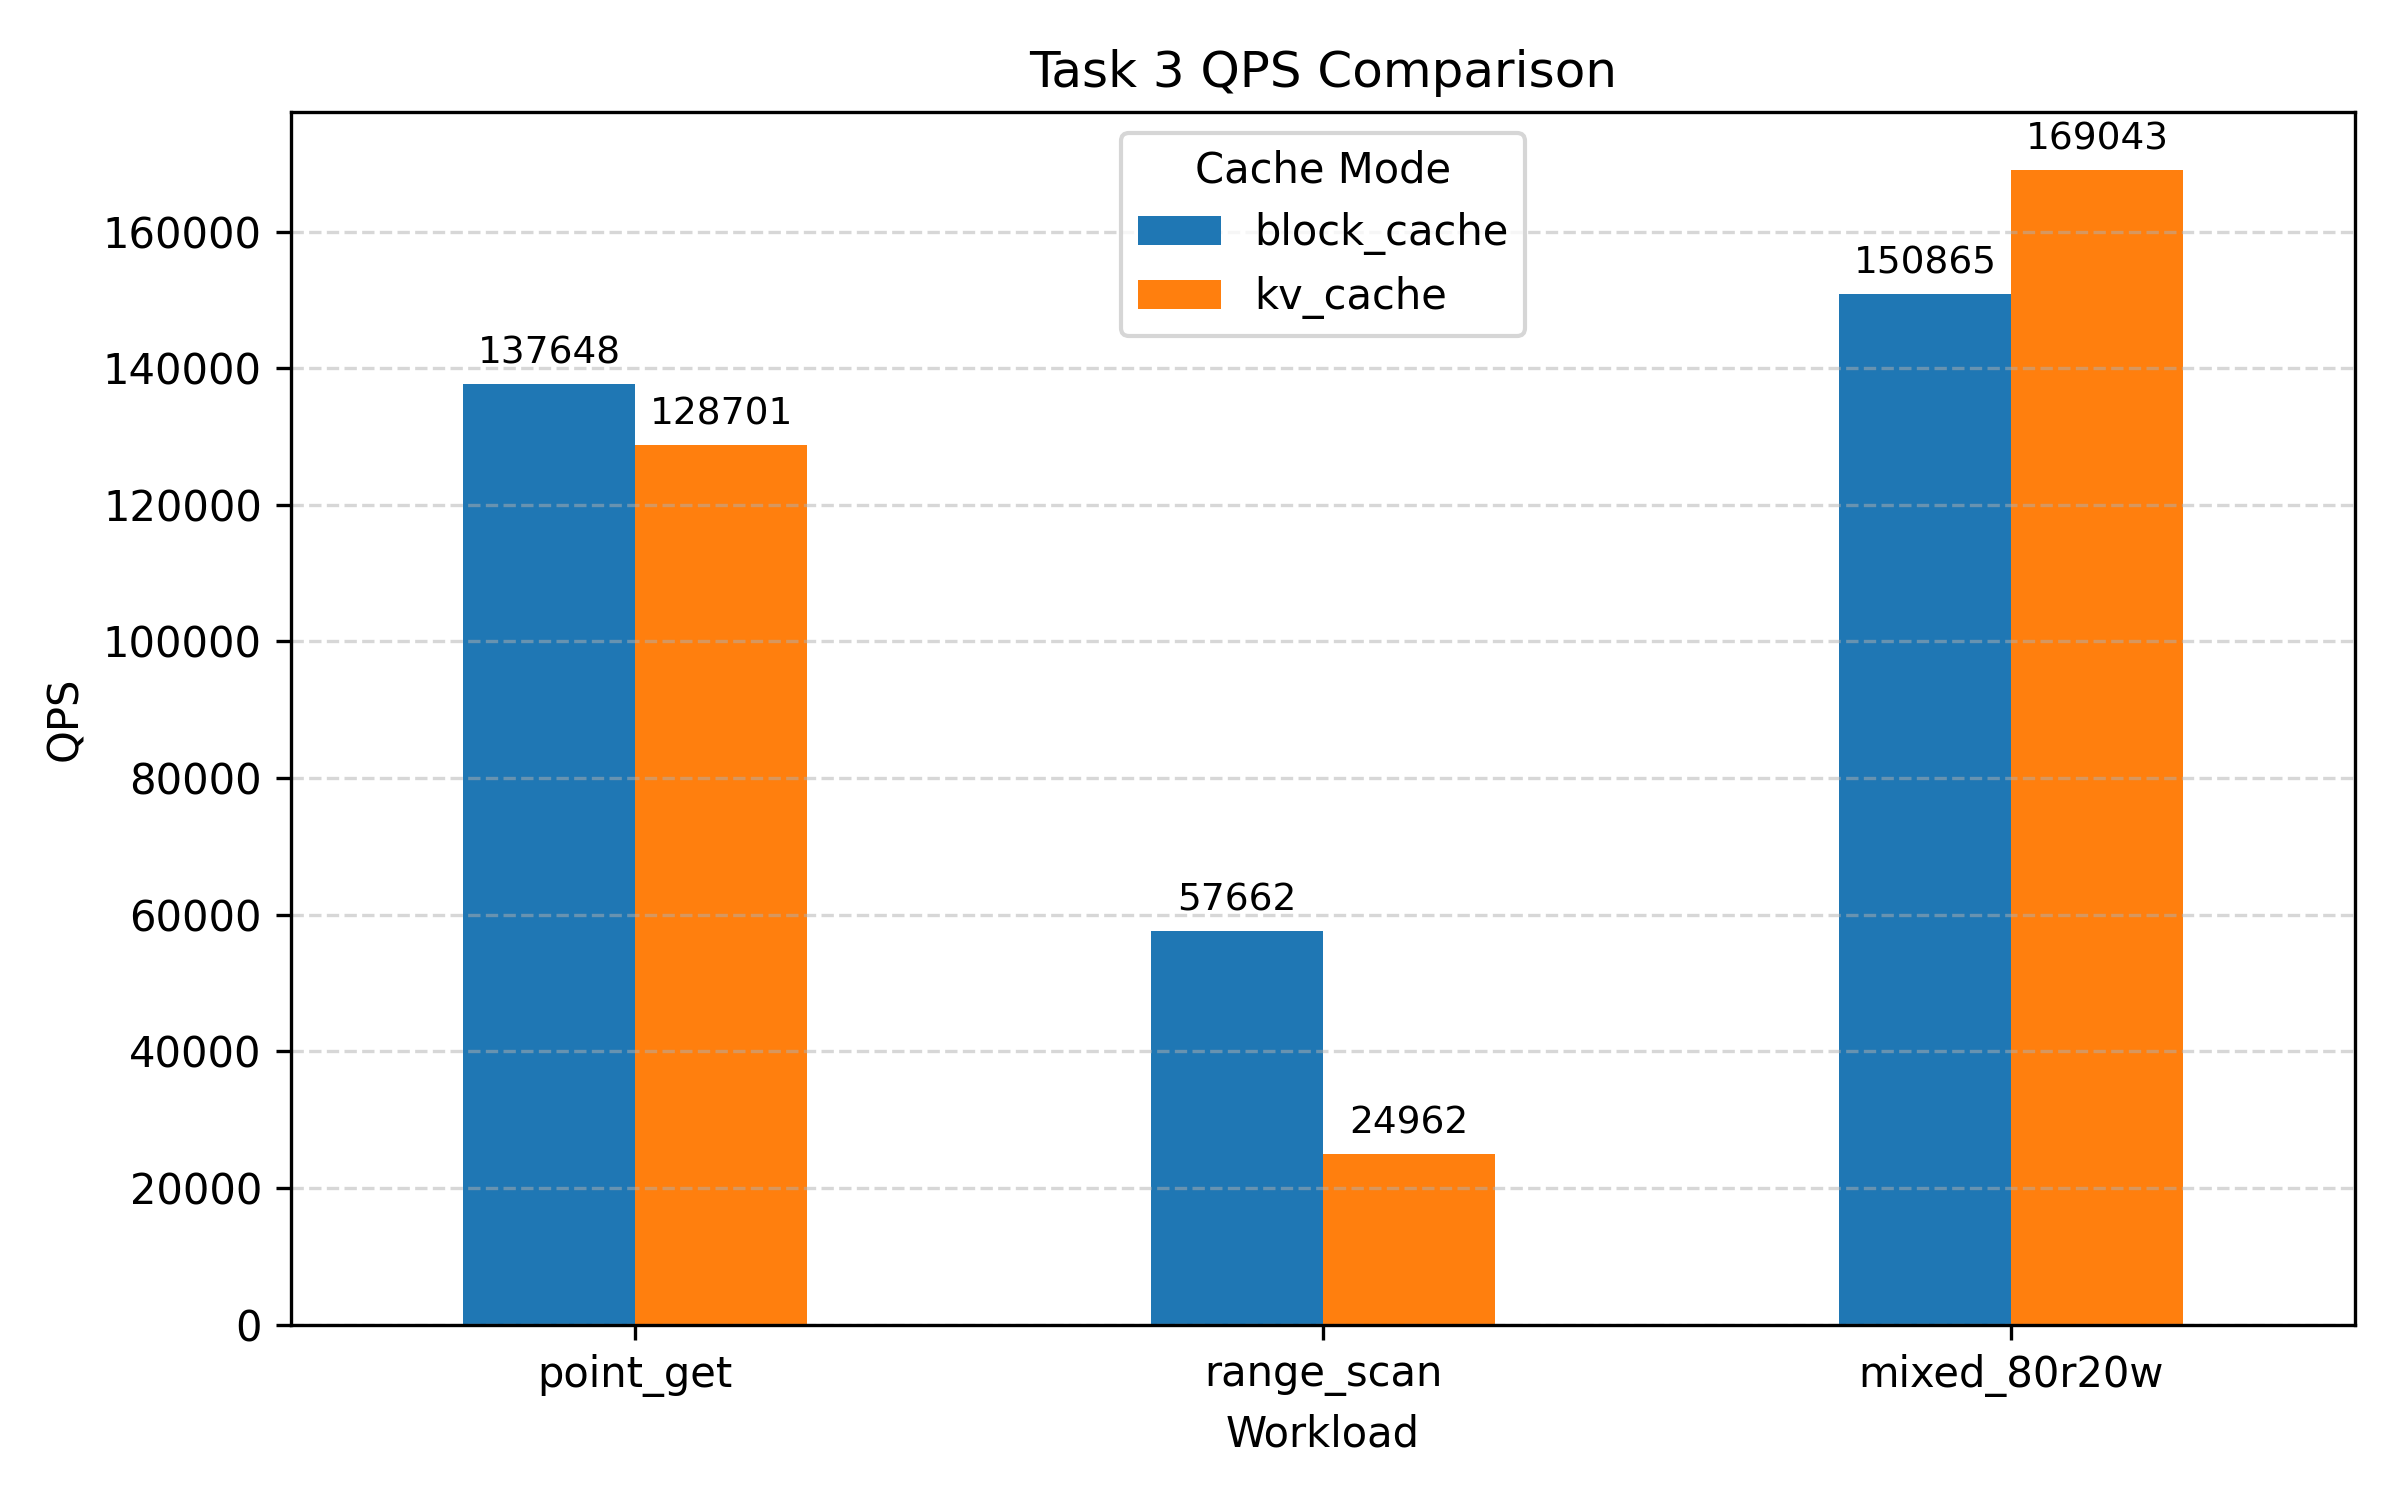 Task 3 QPS Comparison
Cache Mode
block_cache
kv_cache
169043
150865
137648
128701
57662
24962
160000
140000
120000
100000
80000
60000
40000
20000
0
QPS
point_get
range_scan
mixed_80r20w
Workload